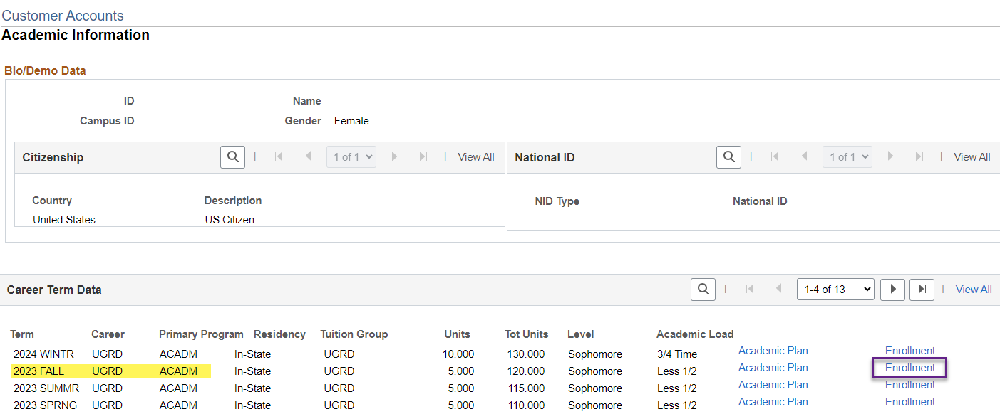 Customer Accounts
Academic Information
Bio/Demo Data
ID Name
Campus ID Gender Female
Citizenship 1 of 1 View All National ID 1 of 1 View All
Country Description NID Type National ID
United States US Citizen
Career Term Data 1-4 of 13 View All
Term Career Primary Program Residency Tuition Group Units Tot Units Level Academic Load
2024 WINTR UGRD ACADM In-State UGRD 10.000 130.000 Sophomore 3/4 Time Academic Plan Enrollment
2023 FALL UGRD ACADM In-State UGRD 5.000 120.000 Sophomore Less 1/2 Academic Plan Enrollment
2023 SUMMR UGRD ACADM In-State UGRD 5.000 115.000 Sophomore Less 1/2 Academic Plan Enrollment
2023 SPRNG UGRD ACADM In-State UGRD 5.000 110.000 Sophomore Less 1/2 Academic Plan Enrollment